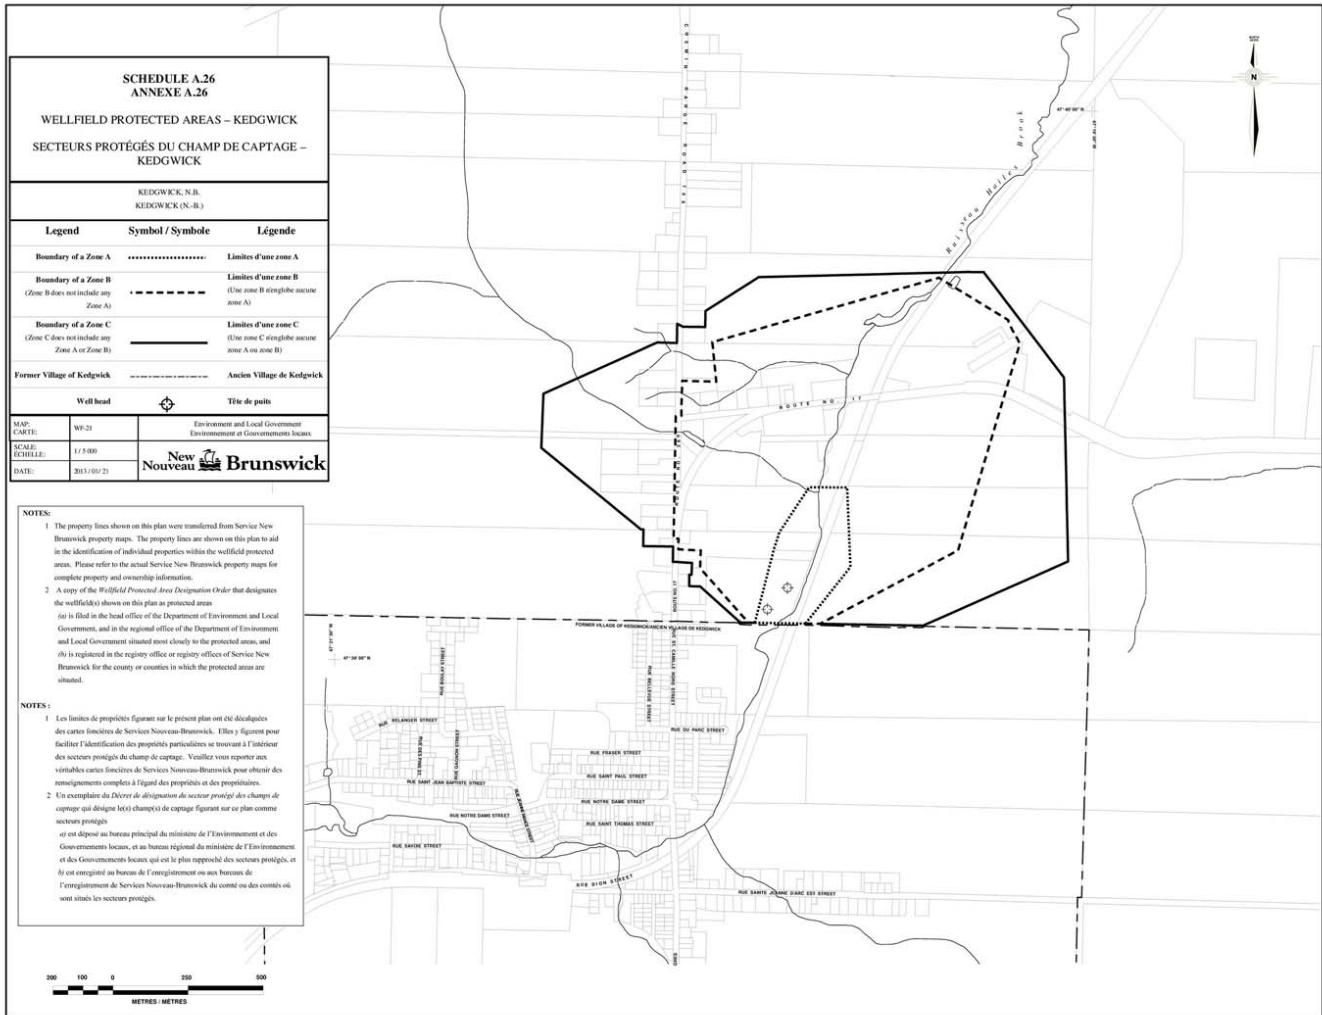 SCHEDULE A.26
ANNEXE A.26
WELLFIELD PROTECTED AREAS – KEDGWICK
SECTEURS PROTÉGÉS DU CHAMP DE CAPTAGE –
KEDGWICK
KEDGWICK, N.B.
KEDGWICK (N.-B.)
Legend Symbol / Symbole Légende
Boundary of a Zone A Limites d'une zone A
Boundary of a Zone B
(Zone B does not include any
Zone A)
Limites d'une zone B
(Une zone B n'englobe aucune
zone A)
Boundary of a Zone C
(Zone C does not include any
Zone A or Zone B)
Limites d'une zone C
(Une zone C n'englobe aucune
zone A ou zone B)
Former Village of Kedgwick Ancien Village de Kedgwick
Well head Tête de puits
MAP:
CARTE:
WF-21
Environment and Local Government
Environnement et Gouvernements locaux
SCALE:
ÉCHELLE:
1 / 5 000
DATE:
2013 / 01/ 21
New
Nouveau Brunswick
NOTES:
1 The property lines shown on this plan were transferred from Service New
Brunswick property maps. The property lines are shown on this plan to aid
in the identification of individual properties within the wellfield protected
areas. Please refer to the actual Service New Brunswick property maps for
complete property and ownership information.
2 A copy of the Wellfield Protected Area Designation Order that designates
the wellfield(s) shown on this plan as protected areas
(a) is filed in the head office of the Department of Environment and Local
Government, and in the regional office of the Department of Environment
and Local Government situated most closely to the protected areas, and
(b) is registered in the registry office or registry offices of Service New
Brunswick for the county or counties in which the protected areas are
situated.
NOTES :
1 Les limites de propriétés figurant sur le présent plan ont été décalquées
des cartes foncières de Services Nouveau-Brunswick. Elles y figurent pour
faciliter l'identification des propriétés particulières se trouvant à l'intérieur
des secteurs protégés du champ de captage. Veuillez vous reporter aux
véritables cartes foncières de Services Nouveau-Brunswick pour obtenir des
renseignements complets à l'égard des propriétés et des propriétaires.
2 Un exemplaire du Décret de désignation du secteur protégé des champs de
captage qui désigne le(s) champ(s) de captage figurant sur ce plan comme
secteurs protégés
a) est déposé au bureau principal du ministère de l'Environnement et des
Gouvernements locaux, et au bureau régional du ministère de l'Environnement
et des Gouvernements locaux qui est le plus rapproché des secteurs protégés, et
b) est enregistré au bureau de l'enregistrement ou aux bureaux de
l'enregistrement de Services Nouveau-Brunswick du comté ou des comtés où
sont situés les secteurs protégés.
200 100 0 250 500
METRES / MÈTRES
N
Ruisseau Hailes Brook
ROUTE NO. 17
ROUTE NO. 17
FORMER VILLAGE OF KEDGWICK/ANCIEN VILLAGE DE KEDGWICK
RUE BOULAY STREET
RUE BELLEVUE STREET
RUE BELANGER STREET
RUE DU PARC STREET
RUE GAGNON STREET
RUE FRASER STREET
RUE SAINT JEAN BAPTISTE STREET
RUE SAINT PAUL STREET
RUE NOTRE DAME STREET
RUE NOTRE DAME STREET
RUE SAINT THOMAS STREET
RUE SAVOIE STREET
RUE DION STREET
RUE SAINTE JEANNE D'ARC EST STREET